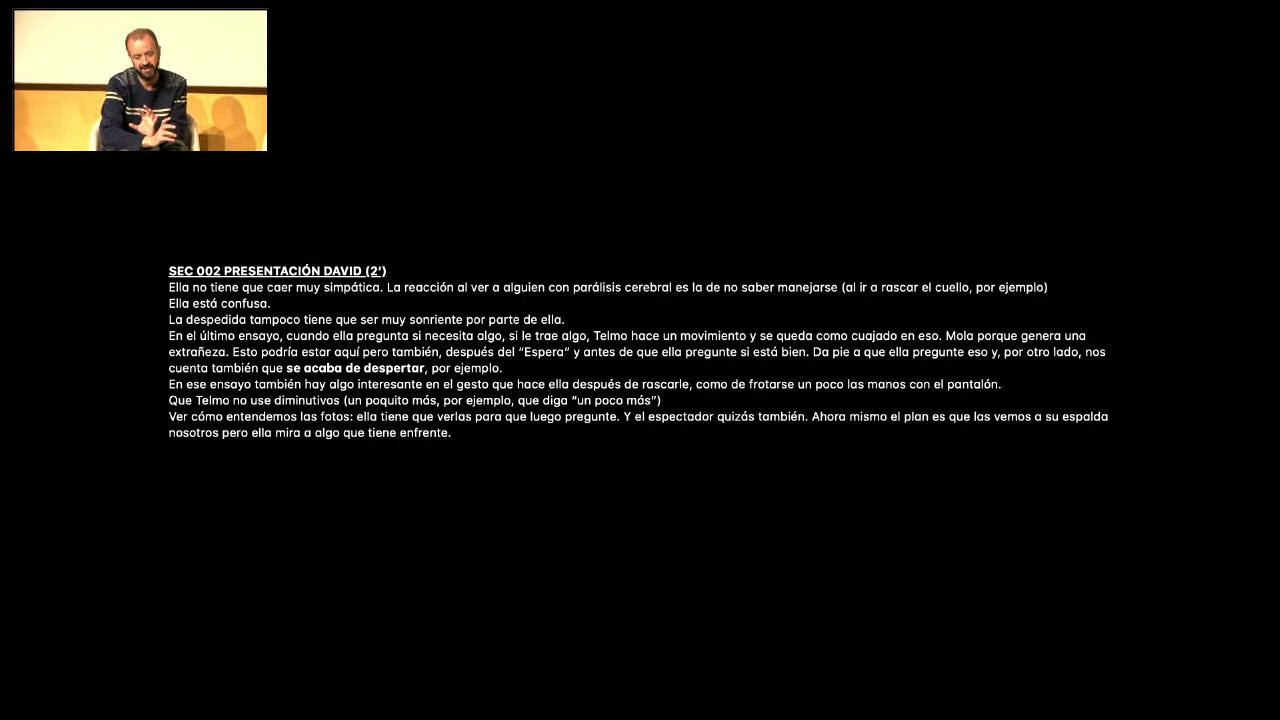 SEC 002 PRESENTACIÓN DAVID (2’)
Ella no tiene que caer muy simpática. La reacción al ver a alguien con parálisis cerebral es la de no saber manejarse (al ir a rascar el cuello, por ejemplo)
Ella está confusa.
La despedida tampoco tiene que ser muy sonriente por parte de ella.
En el último ensayo, cuando ella pregunta si necesita algo, si le trae algo, Telmo hace un movimiento y se queda como cuajado en eso. Mola porque genera una
extrañeza. Esto podría estar aquí pero también, después del “Espera” y antes de que ella pregunte si está bien. Da pie a que ella pregunte eso y, por otro lado, nos
cuenta también que se acaba de despertar, por ejemplo.
En ese ensayo también hay algo interesante en el gesto que hace ella después de rascarle, como de frotarse un poco las manos con el pantalón.
Que Telmo no use diminutivos (un poquito más, por ejemplo, que diga “un poco más”)
Ver cómo entendemos las fotos: ella tiene que verlas para que luego pregunte. Y el espectador quizás también. Ahora mismo el plan es que las vemos a su espalda
nosotros pero ella mira a algo que tiene enfrente.